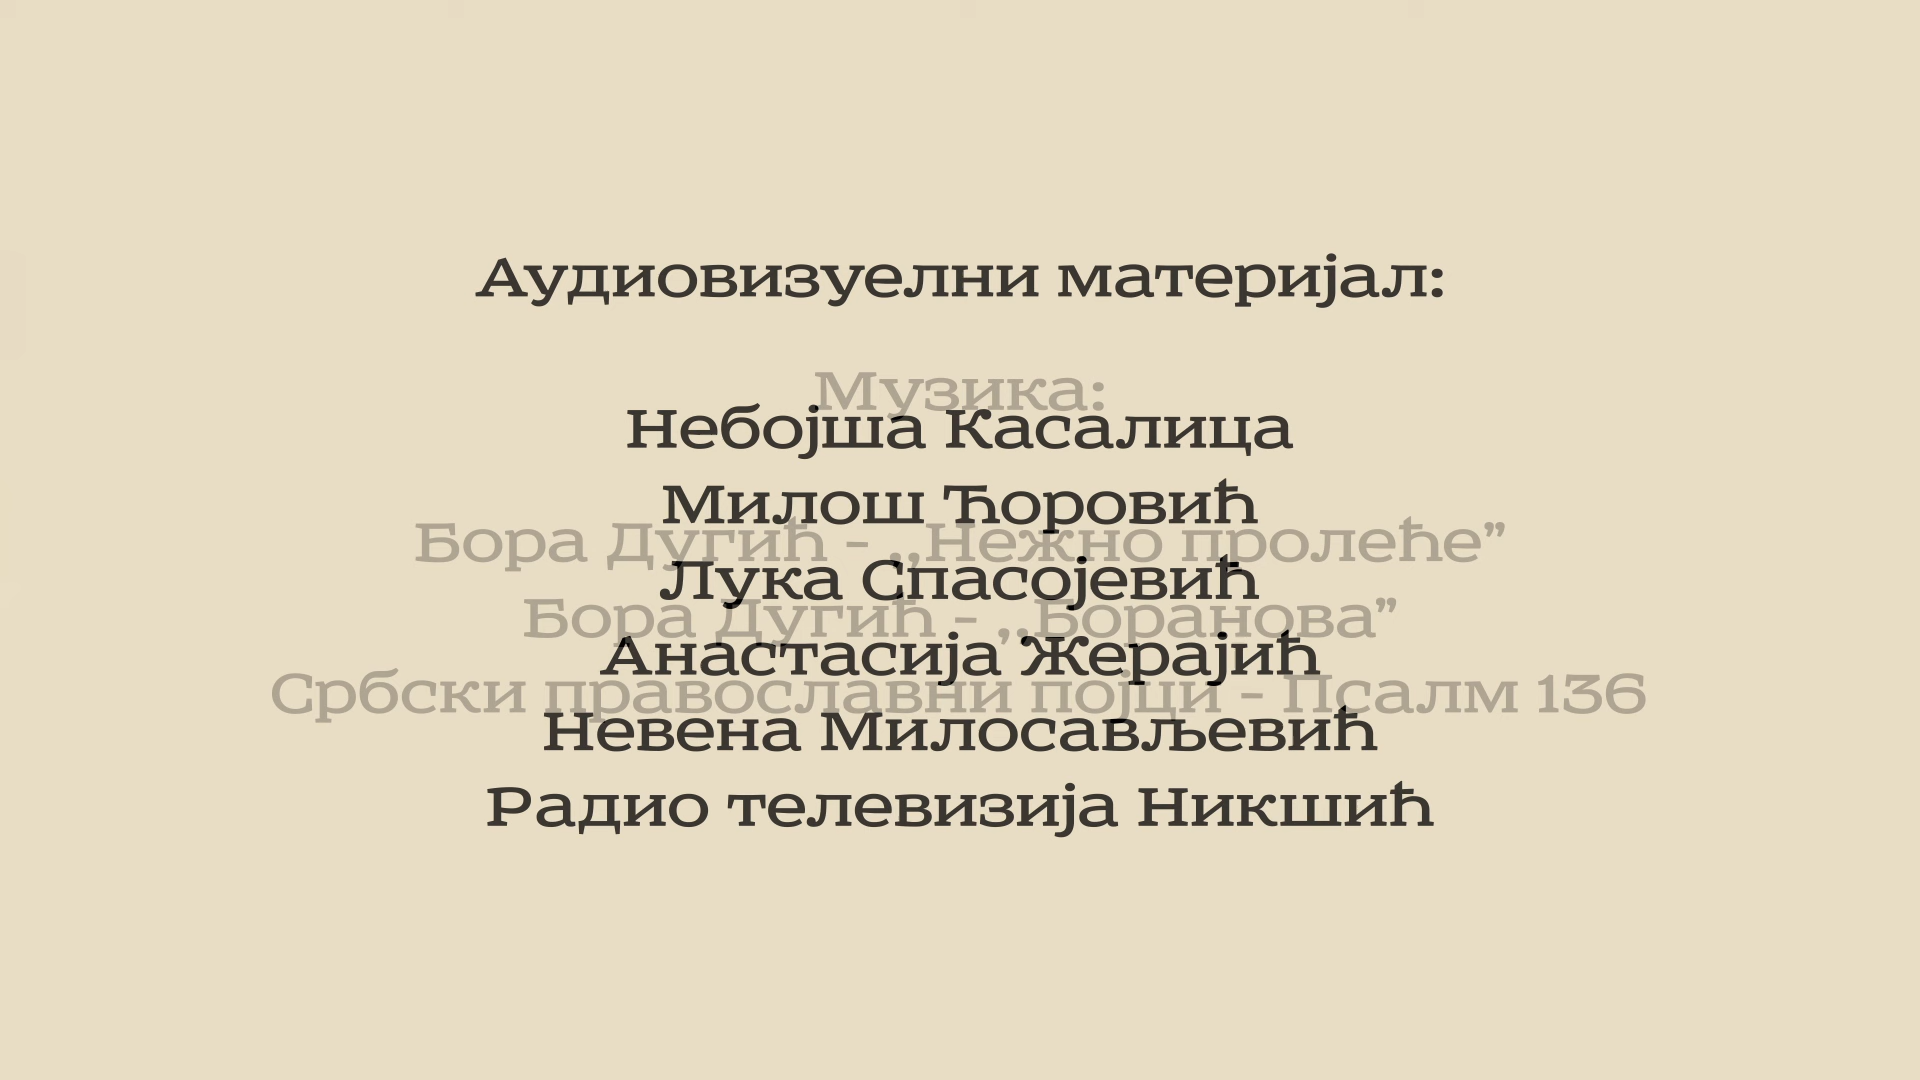 Аудиовизуелни материјал:
Музика:
Небојша Касалица
Милош Ћоровић
Бора Дугић - ,,Нежно пролеће”
Лука Спасојевић
Бора Дугић - ,,Боранова”
Анастасија Жерајић
Србски православни појци - Псалм 136
Невена Милосављевић
Радио телевизија Никшић